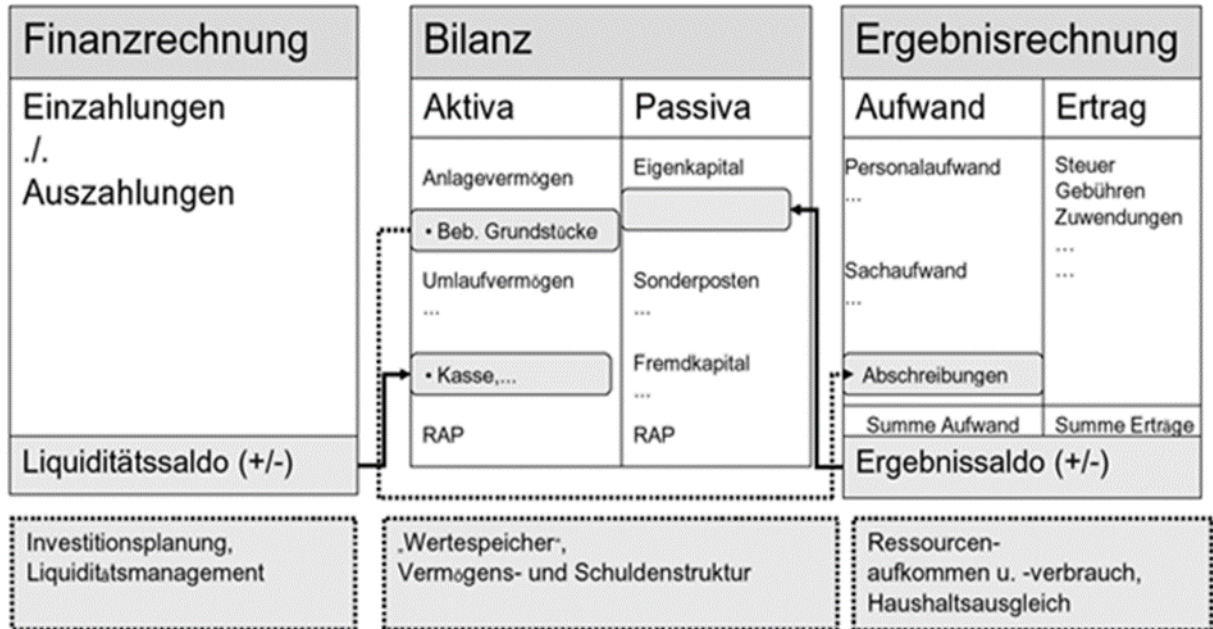 Finanzrechnung
Einzahlungen
./.
Auszahlungen
Liquiditätssaldo (+/-)
Investitionsplanung,
Liquiditätsmanagement
Bilanz
Aktiva
Anlagevermögen
• Beb. Grundstücke
Umlaufvermögen
...
• Kasse,...
RAP
Passiva
Eigenkapital
Sonderposten
...
Fremdkapital
...
RAP
„Wertespeicher“,
Vermögens- und Schuldenstruktur
Ergebnisrechnung
Aufwand
Personalaufwand
...
Sachaufwand
...
Abschreibungen
Summe Aufwand
Ertrag
Steuer
Gebühren
Zuwendungen
...
...
Summe Erträge
Ergebnissaldo (+/-)
Ressourcen-
aufkommen u. -verbrauch,
Haushaltsausgleich